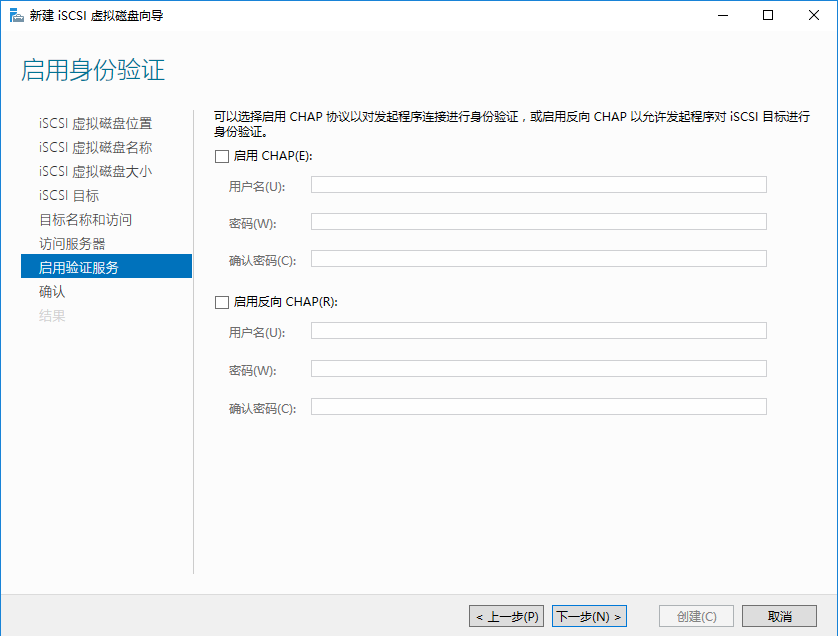 新建 iSCSI 虚拟磁盘向导
启用身份验证
iSCSI 虚拟磁盘位置
iSCSI 虚拟磁盘名称
iSCSI 虚拟磁盘大小
iSCSI 目标
目标名称和访问
访问服务器
启用验证服务
确认
结果
可以选择启用 CHAP 协议以对发起程序连接进行身份验证，或启用反向 CHAP 以允许发起程序对 iSCSI 目标进行
身份验证。
启用 CHAP(E):
用户名(U):
密码(W):
确认密码(C):
启用反向 CHAP(R):
用户名(U):
密码(W):
确认密码(C):
< 上一步(P) 下一步(N) > 创建(C) 取消